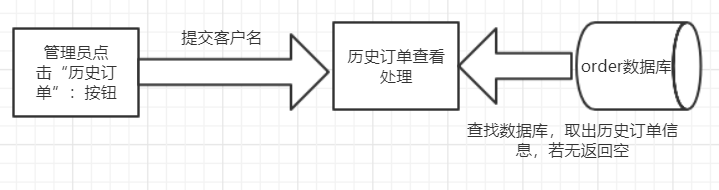 管理员点
击“历史订
单”：按钮
提交客户名
历史订单查看
处理
order数据库
查找数据库，取出历史订单信
息，若无返回空